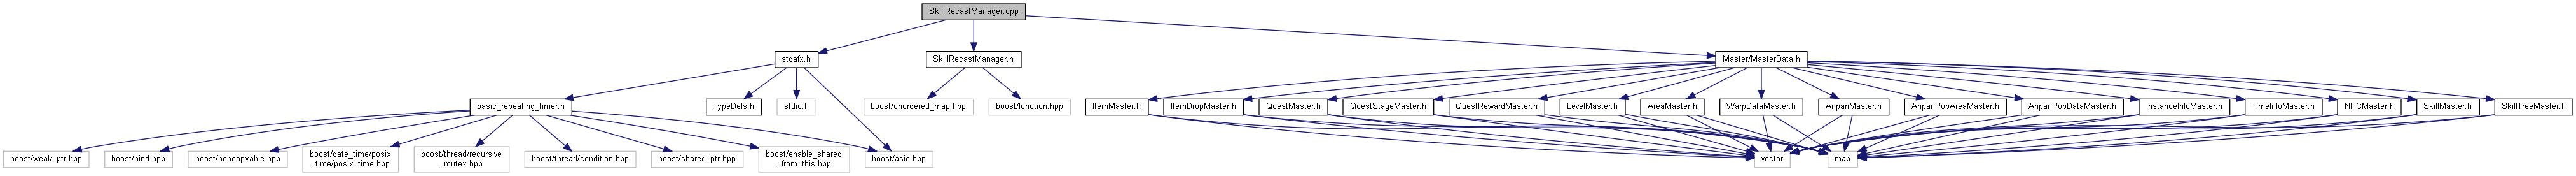 SkillRecastManager.cpp
stdafx.h
SkillRecastManager.h
Master/MasterData.h
basic_repeating_timer.h
TypeDefs.h
stdio.h
boost/unordered_map.hpp
boost/function.hpp
ItemMaster.h
ItemDropMaster.h
QuestMaster.h
QuestStageMaster.h
QuestRewardMaster.h
LevelMaster.h
AreaMaster.h
WarpDataMaster.h
AnpanMaster.h
AnpanPopAreaMaster.h
AnpanPopDataMaster.h
InstanceInfoMaster.h
TimeInfoMaster.h
NPCMaster.h
SkillMaster.h
SkillTreeMaster.h
boost/weak_ptr.hpp
boost/bind.hpp
boost/noncopyable.hpp
boost/date_time/posix
_time/posix_time.hpp
boost/thread/recursive
_mutex.hpp
boost/thread/condition.hpp
boost/shared_ptr.hpp
boost/enable_shared
_from_this.hpp
boost/asio.hpp
vector
map